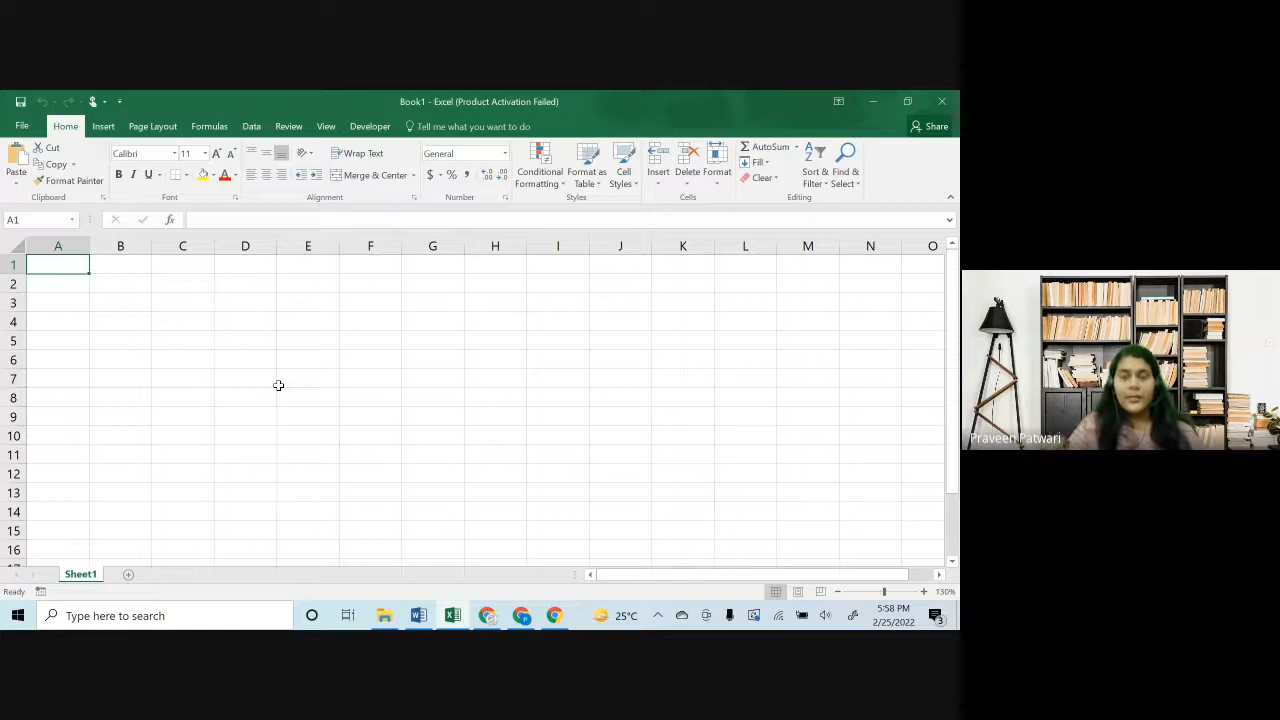 Book1 - Excel (Product Activation Failed)
File Home Insert Page Layout Formulas Data Review View Developer Tell me what you want to do Share
Paste
Cut
Copy
Format Painter
Clipboard
Calibri 11
B I U
Font
Wrap Text
Merge & Center
Alignment
General
$ % ,
Number
Conditional Formatting
Format as Table
Cell Styles
Styles
Insert Delete Format
Cells
AutoSum
Fill
Clear
Sort & Filter
Find & Select
Editing
A1 fx
A B C D E F G H I J K L M N O
1
2
3
4
5
6
7
8
9
10
11
12
13
14
15
16
Praveen Patwari
Sheet1
Ready 130%
Type here to search 25°C 5:58 PM
2/25/2022 3